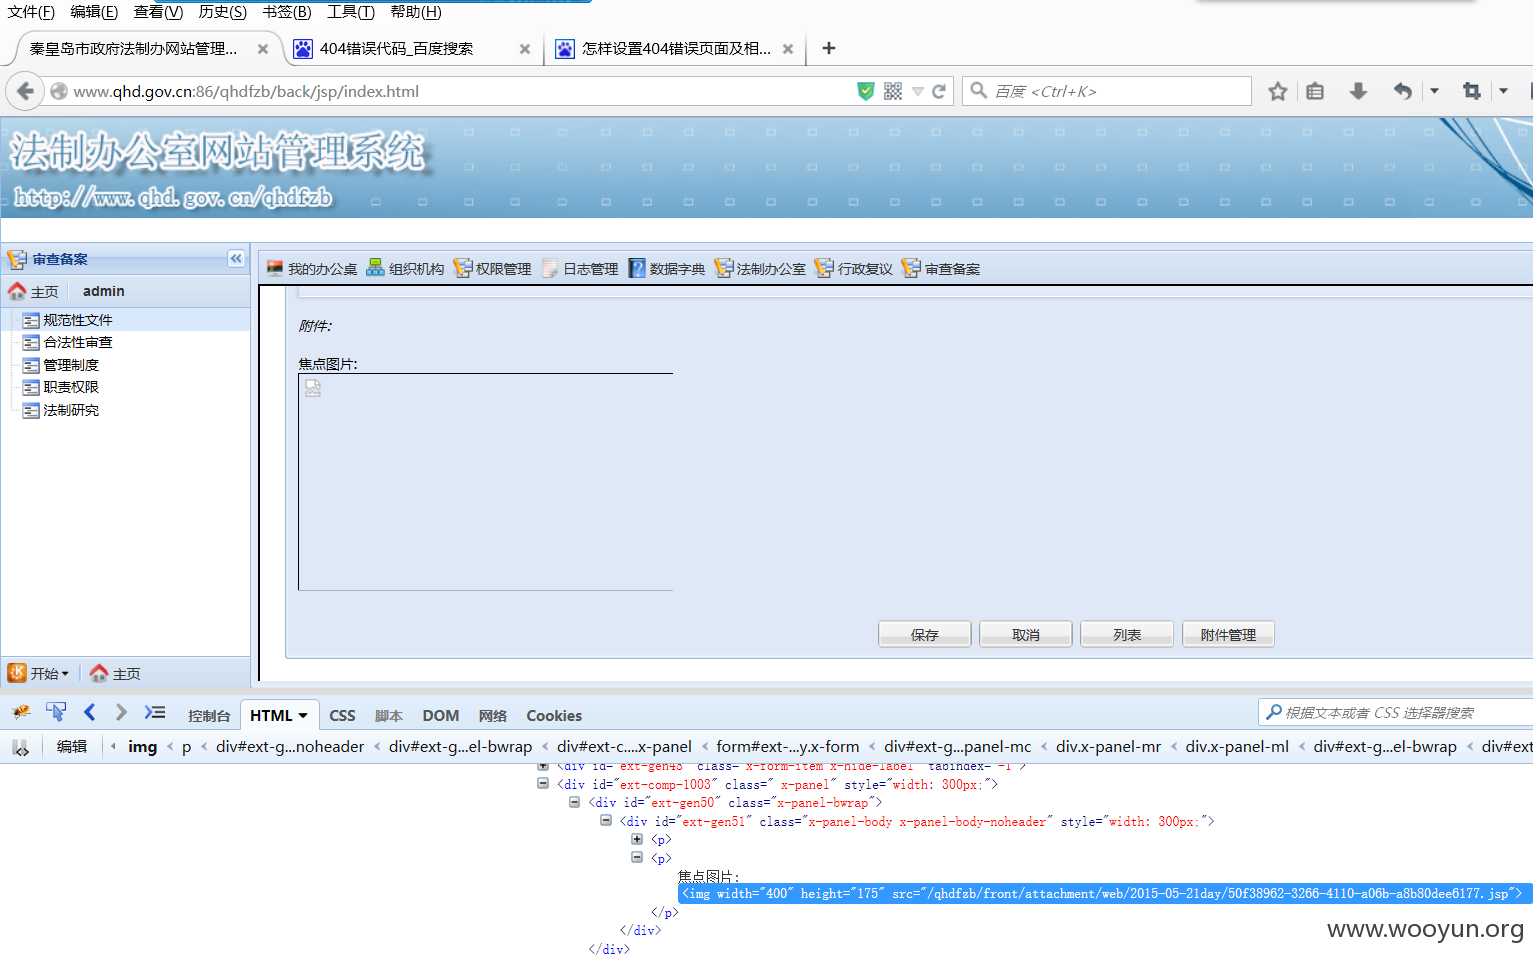 文件(F) 编辑(E) 查看(V) 历史(S) 书签(B) 工具(T) 帮助(H)
秦皇岛市政府法制办网站管理... 404错误代码_百度搜索 怎样设置404错误页面及相...
www.qhd.gov.cn:86/qhdfzb/back/jsp/index.html 百度 <Ctrl+K>
法制办公室网站管理系统
http://www.qhd.gov.cn/qhdfzb
审查备案
我的办公桌 组织机构 权限管理 日志管理 数据字典 法制办公室 行政复议 审查备案
主页 admin
规范性文件
合法性审查
管理制度
职责权限
法制研究
附件:
焦点图片:
保存 取消 列表 附件管理
开始 主页
控制台 HTML CSS 脚本 DOM 网络 Cookies 根据文本或者 CSS 选择器搜索
编辑 img < p < div#ext-g...noheader < div#ext-g...el-bwrap < div#ext-c....x-panel < form#ext-...y.x-form < div#ext-g...panel-mc < div.x-panel-mr < div.x-panel-ml < div#ext-g...el-bwrap < div#ext
<div id="ext-gen48" class="x-form-item x-hide-label" tabindex="-1">
<div id="ext-comp-1003" class=" x-panel" style="width: 300px;">
<div id="ext-gen50" class="x-panel-bwrap">
<div id="ext-gen51" class="x-panel-body x-panel-body-noheader" style="width: 300px;">
<p>
<p>
焦点图片:
<img width="400" height="175" src="/qhdfzb/front/attachment/web/2015-05-21day/50f38962-3266-4110-a06b-a8b80dee6177.jsp">
</p>
</div>
</div>
www.wooyun.org